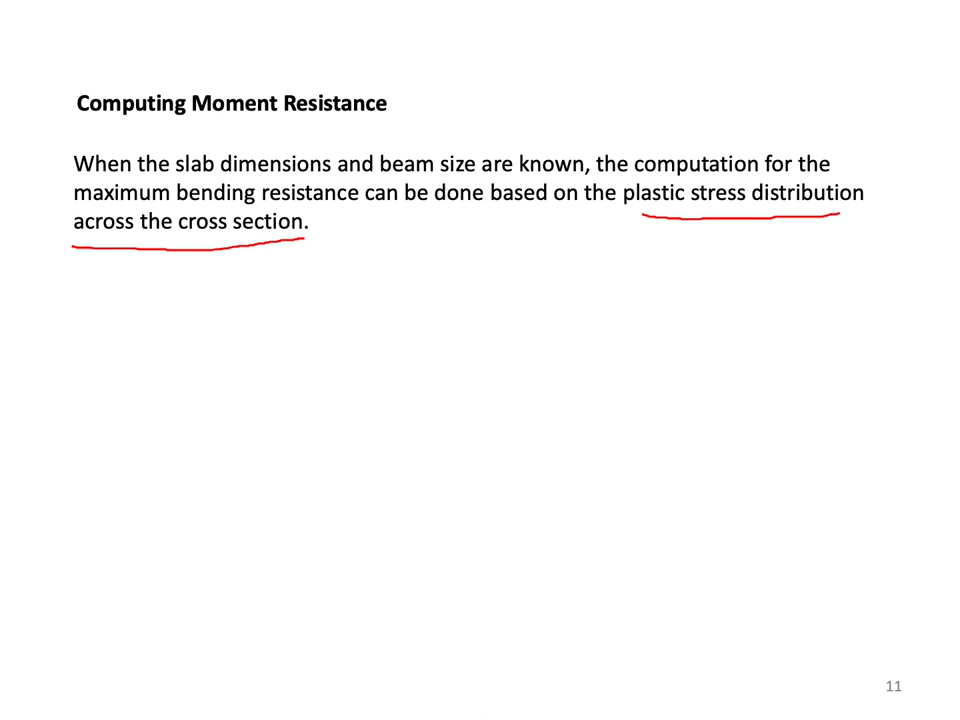 Computing Moment Resistance
When the slab dimensions and beam size are known, the computation for the
maximum bending resistance can be done based on the plastic stress distribution
across the cross section.
11